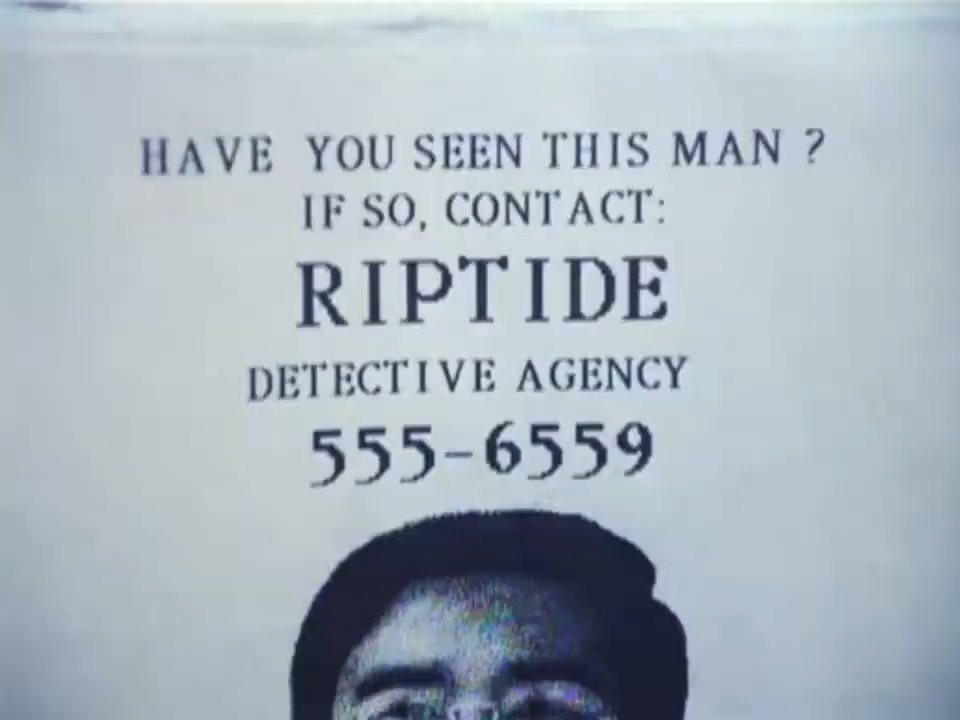 HAVE YOU SEEN THIS MAN ?
IF SO, CONTACT:
RIPTIDE
DETECTIVE AGENCY
555-6559